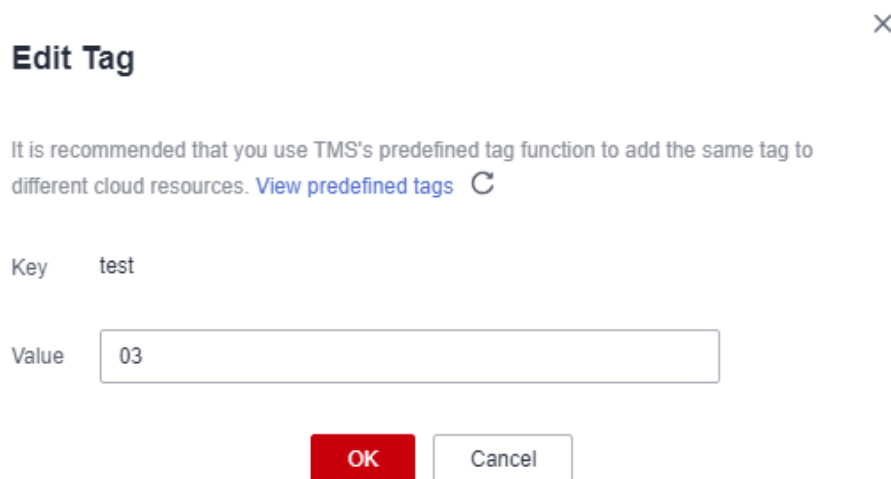 Edit Tag
It is recommended that you use TMS's predefined tag function to add the same tag to
different cloud resources. View predefined tags
Key test
Value 03
OK Cancel